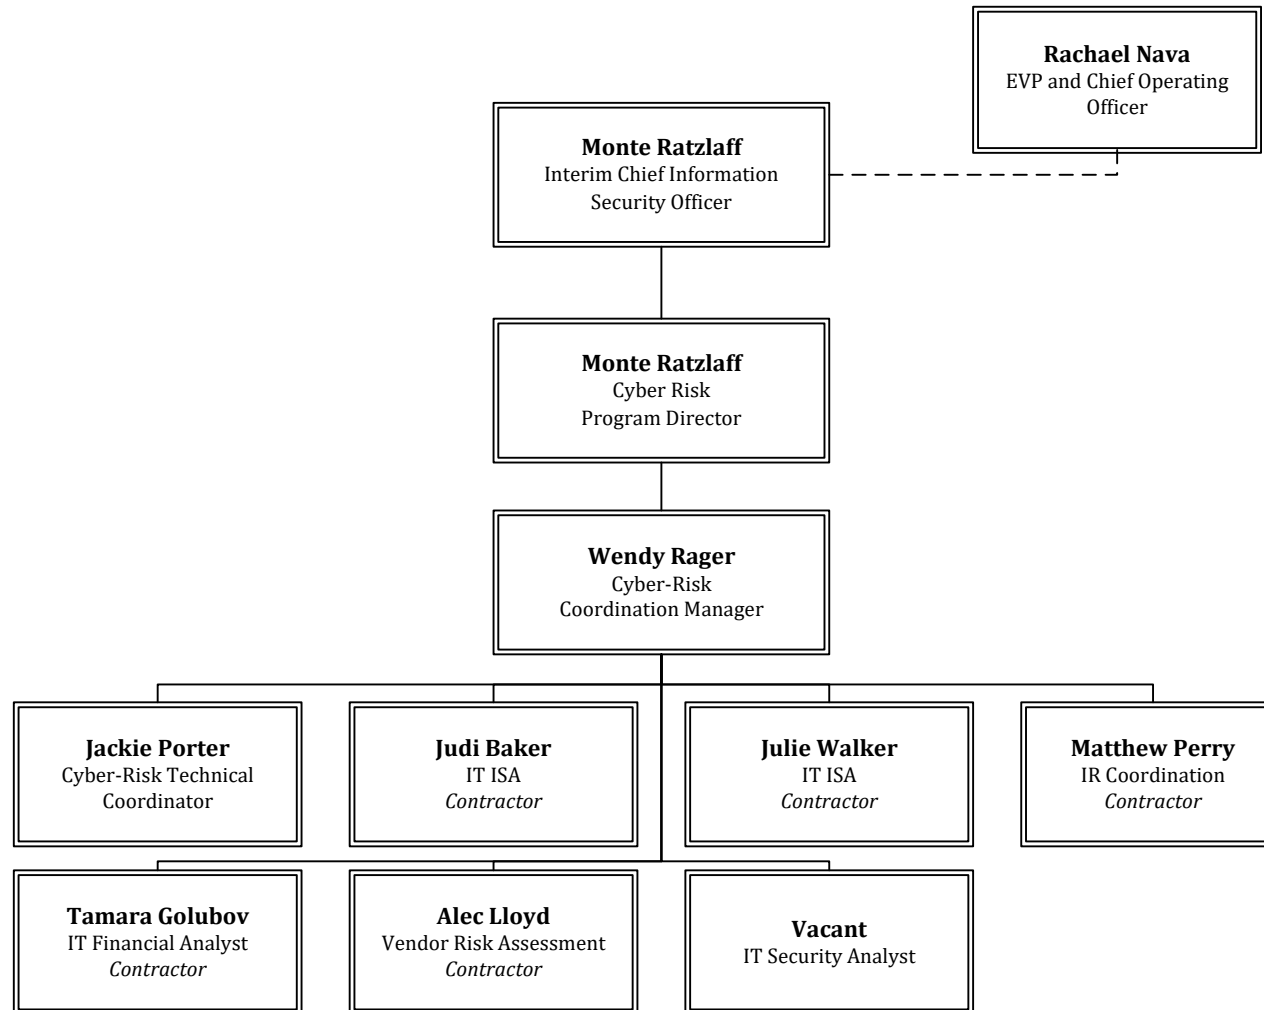 Rachael Nava
EVP and Chief Operating
Officer
Monte Ratzlaff
Interim Chief Information
Security Officer
Monte Ratzlaff
Cyber Risk
Program Director
Wendy Rager
Cyber-Risk
Coordination Manager
Jackie Porter
Cyber-Risk Technical
Coordinator
Judi Baker
IT ISA
Contractor
Julie Walker
IT ISA
Contractor
Matthew Perry
IR Coordination
Contractor
Tamara Golubov
IT Financial Analyst
Contractor
Alec Lloyd
Vendor Risk Assessment
Contractor
Vacant
IT Security Analyst